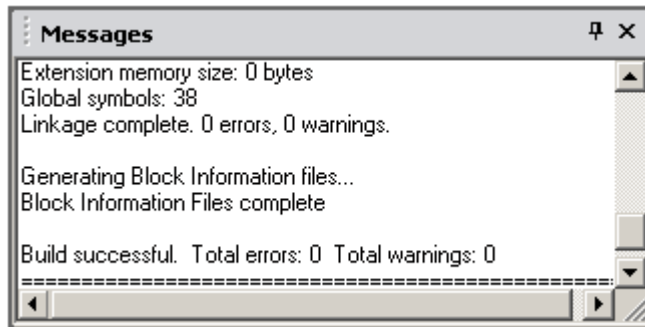 Messages
Extension memory size: 0 bytes
Global symbols: 38
Linkage complete. 0 errors, 0 warnings.
Generating Block Information files...
Block Information Files complete
Build successful.  Total errors: 0  Total warnings: 0
==================================================